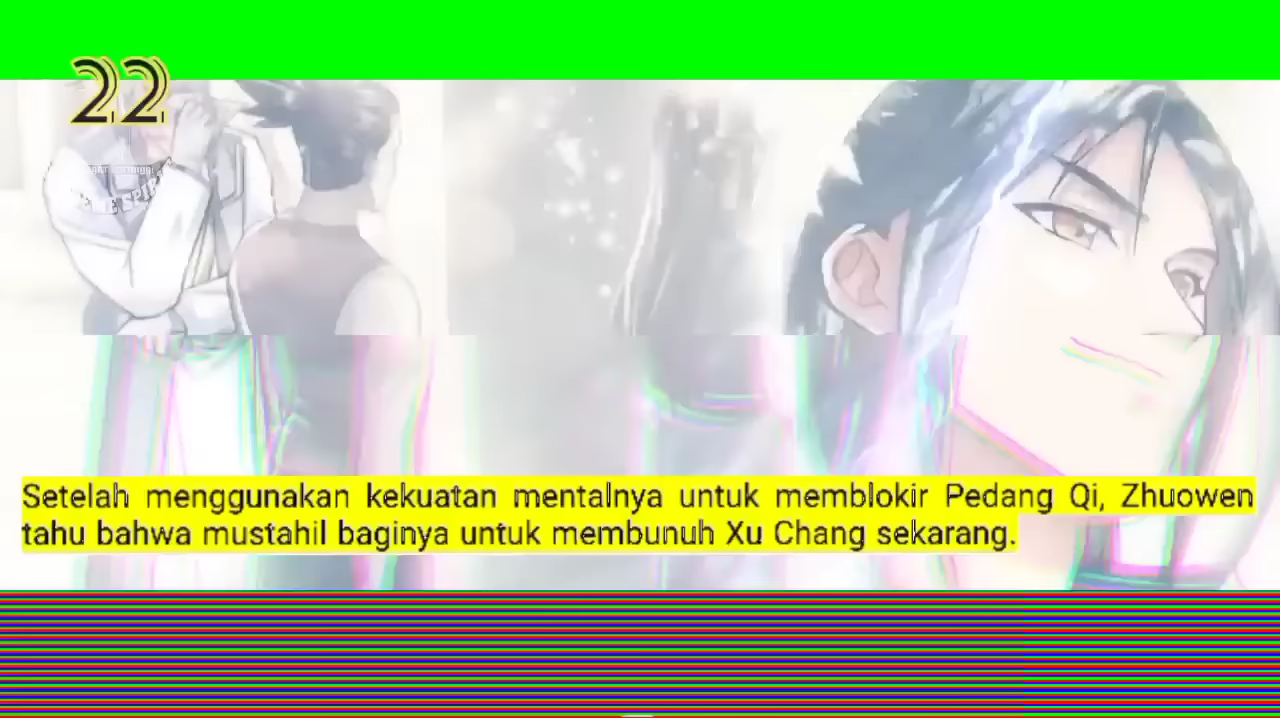 22
Setelah menggunakan kekuatan mentalnya untuk memblokir Pedang Qi, Zhuowen
tahu bahwa mustahil baginya untuk membunuh Xu Chang sekarang.